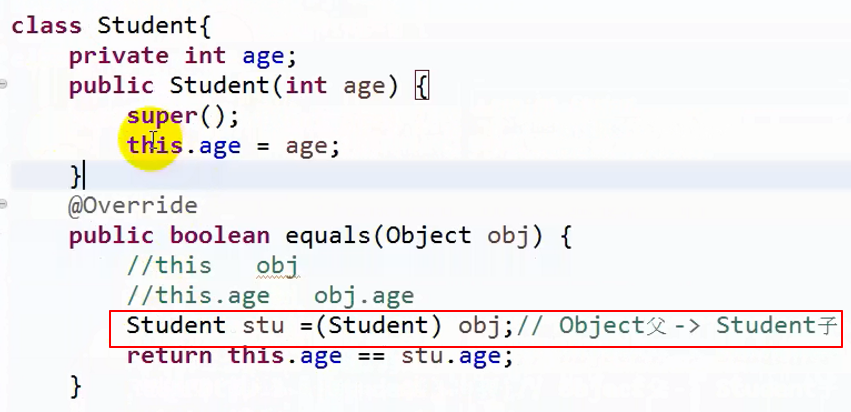 class Student{
private int age;
public Student(int age) {
super();
this.age = age;
}
@Override
public boolean equals(Object obj) {
//this obj
//this.age obj.age
Student stu =(Student) obj;// Object父 -> Student子
return this.age == stu.age;
}